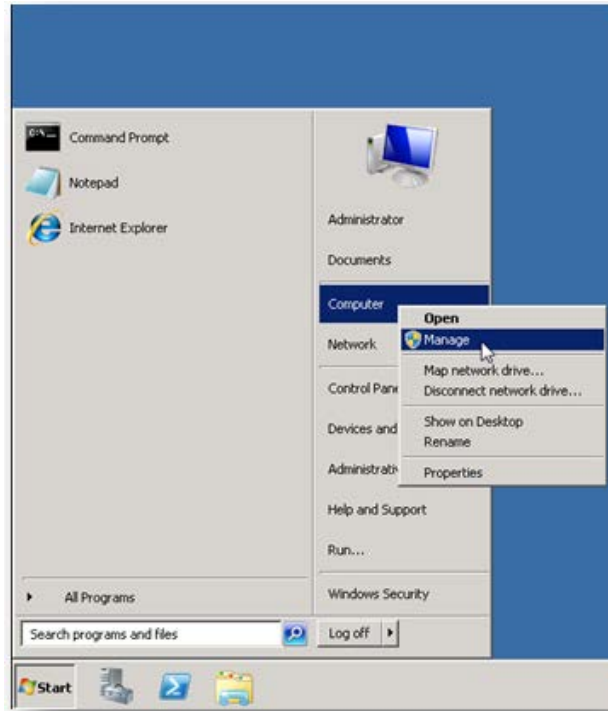 Command Prompt
Notepad
Internet Explorer
All Programs
Search programs and files
Administrator
Documents
Computer
Network
Control Pane
Devices and
Administrativ
Help and Support
Run...
Windows Security
Log off
Open
Manage
Map network drive...
Disconnect network drive...
Show on Desktop
Rename
Properties
Start